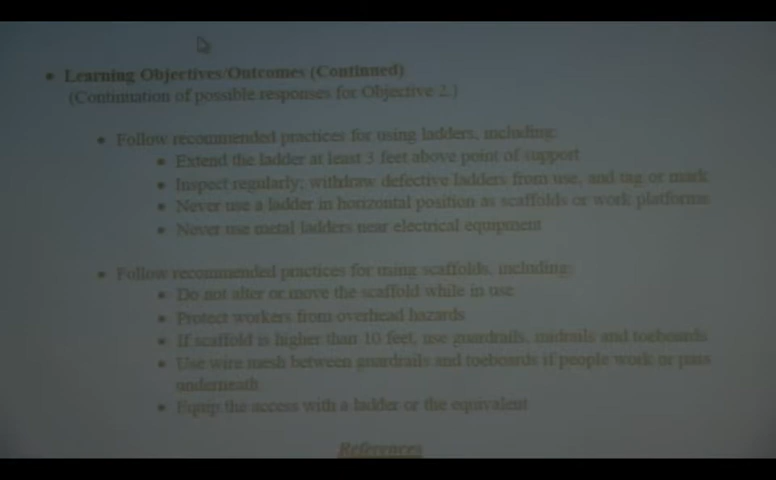 • Learning Objectives/Outcomes (Continued)
(Continuation of possible responses for Objective 2.)
• Follow recommended practices for using ladders, including:
• Extend the ladder at least 3 feet above point of support
• Inspect regularly; withdraw defective ladders from use, and tag or mark
• Never use a ladder in horizontal position as scaffolds or work platforms
• Never use metal ladders near electrical equipment
• Follow recommended practices for using scaffolds, including:
• Do not alter or move the scaffold while in use
• Protect workers from overhead hazards
• If scaffold is higher than 10 feet, use guardrails, midrails and toeboards
• Use wire mesh between guardrails and toeboards if people work or pass
underneath
• Equip the access with a ladder or the equivalent
References